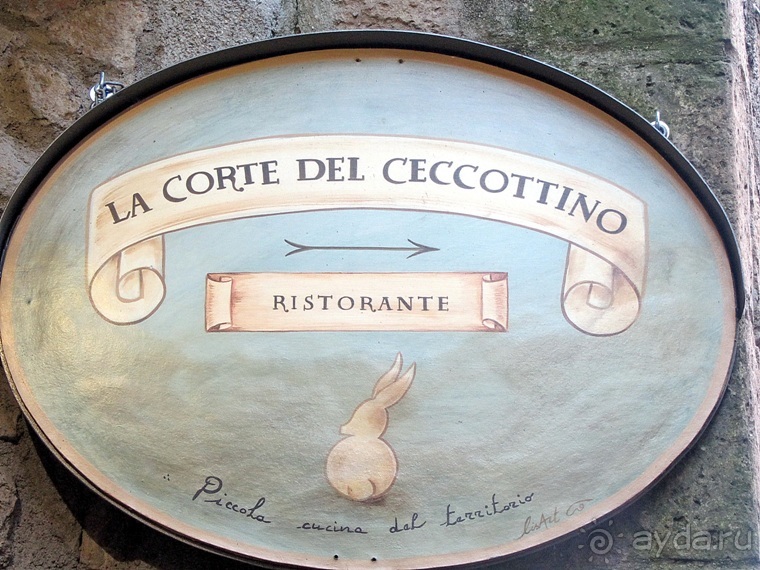 LA CORTE DEL CECCOTTINO
RISTORANTE
Piccola cucina del territorio
ayda.ru